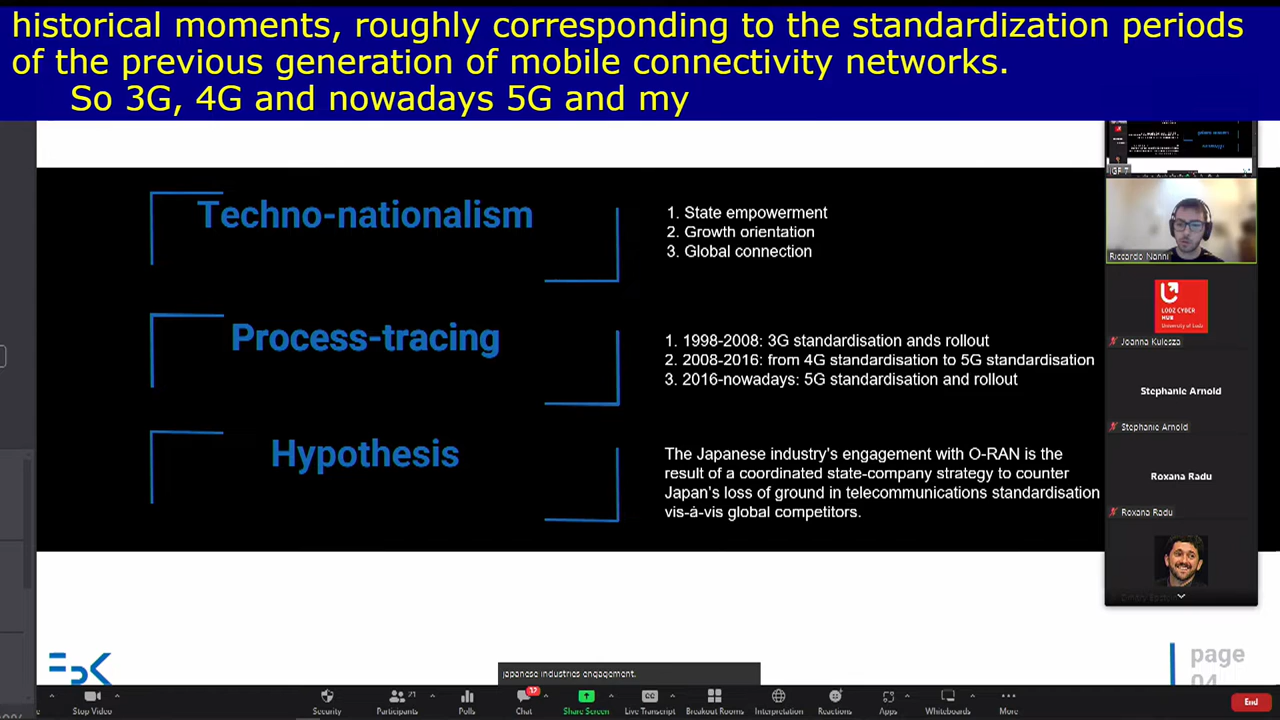 historical moments, roughly corresponding to the standardization periods
of the previous generation of mobile connectivity networks.
So 3G, 4G and nowadays 5G and my
Techno-nationalism
1. State empowerment
2. Growth orientation
3. Global connection
Process-tracing
1. 1998-2008: 3G standardisation ands rollout
2. 2008-2016: from 4G standardisation to 5G standardisation
3. 2016-nowadays: 5G standardisation and rollout
Hypothesis
The Japanese industry's engagement with O-RAN is the
result of a coordinated state-company strategy to counter
Japan's loss of ground in telecommunications standardisation
vis-à-vis global competitors.
Riccardo Nanni
LODZ CYBER
HUB
University of Lodz
Joanna Kulesza
Stephanie Arnold
Stephanie Arnold
Roxana Radu
Roxana Radu
page
04
japanese industries engagement.
Stop Video
Security
Participants
21
Polls
Chat
Share Screen
Live Transcript
Breakout Rooms
Interpretation
Reactions
Apps
Whiteboards
More
End